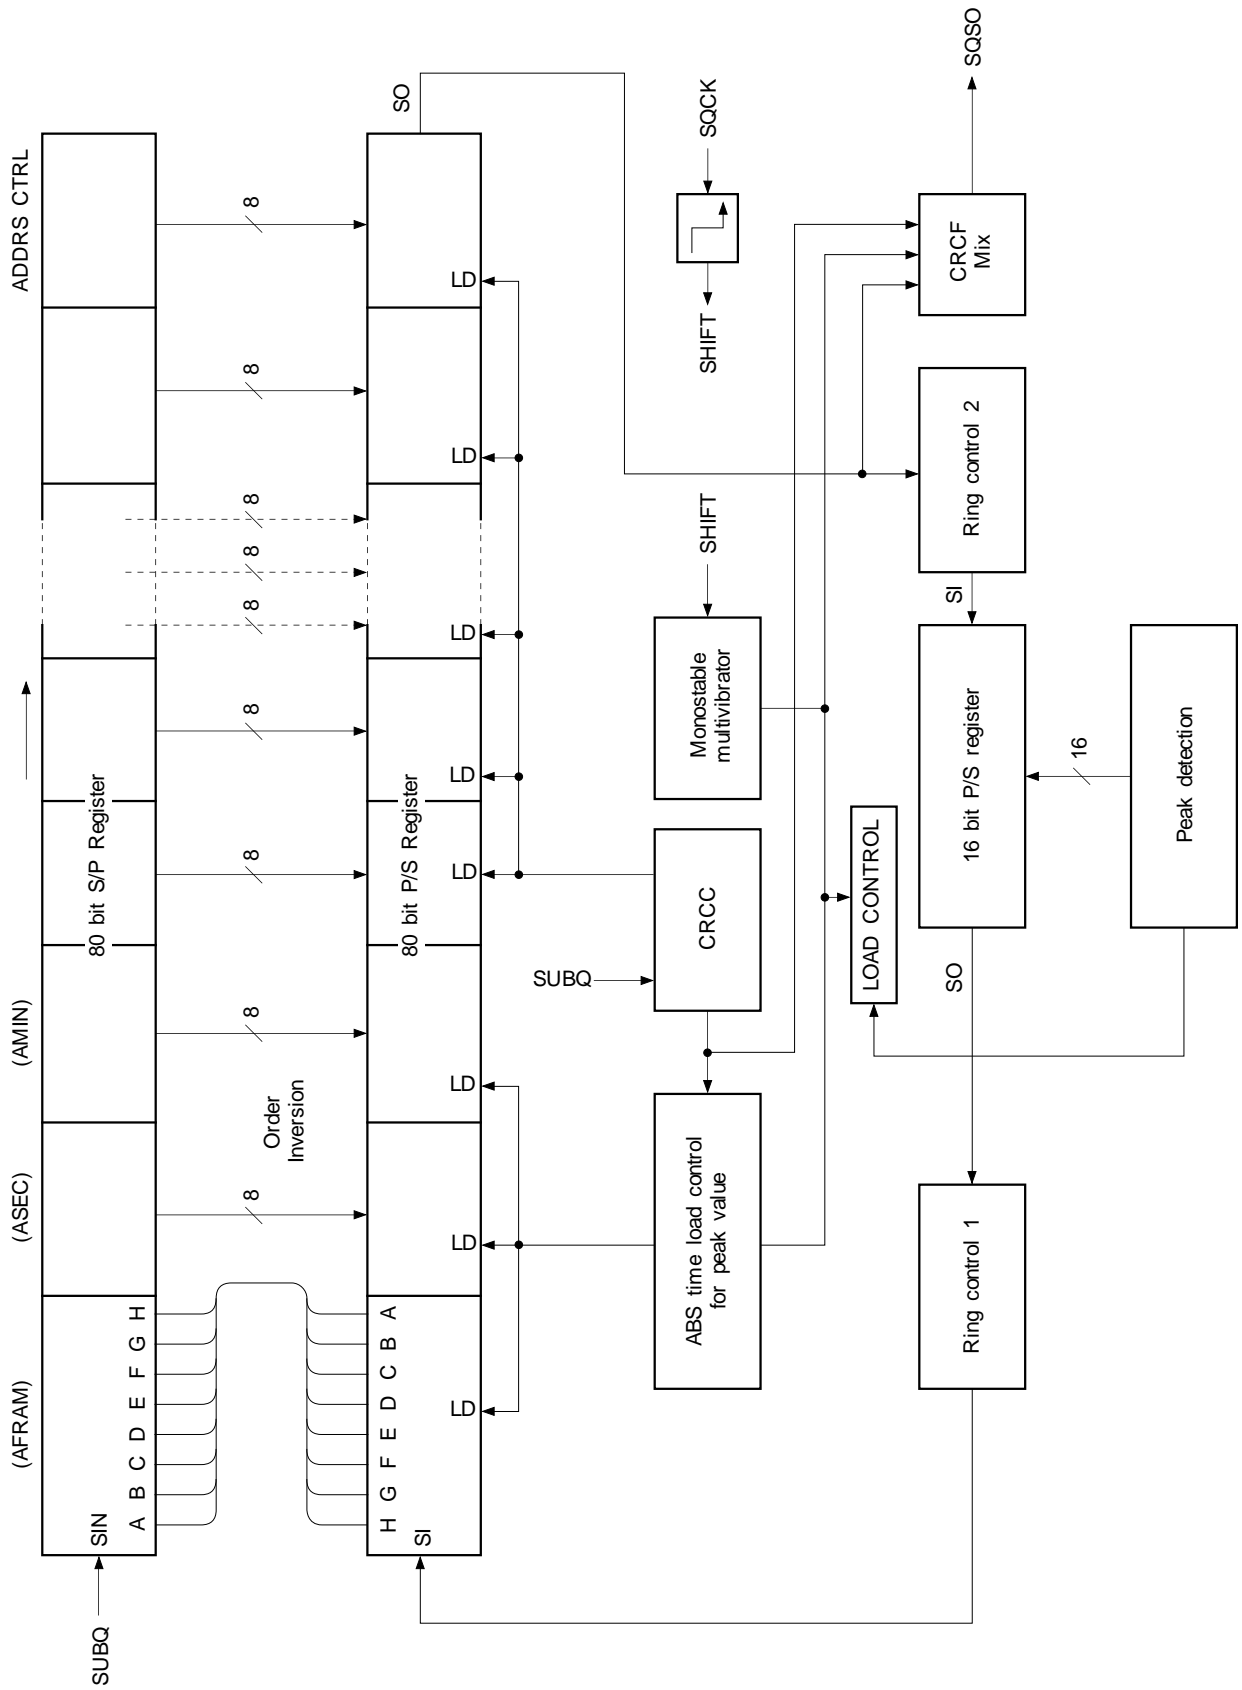 (AFRAM)
(ASEC)
(AMIN)
ADDRS CTRL
SUBQ
SIN
80 bit S/P Register
A B C D E F G H
8
8
8
8
8
8
8
8
8
Order
Inversion
H G F E D C B A
SI
80 bit P/S Register
SO
LD
LD
LD
LD
LD
LD
LD
LD
SUBQ
ABS time load control
for peak value
CRCC
Monostable
multivibrator
SHIFT
SHIFT
SQCK
LOAD CONTROL
Ring control 1
SO
16 bit P/S register
SI
Ring control 2
CRCF
Mix
SQSO
16
Peak detection